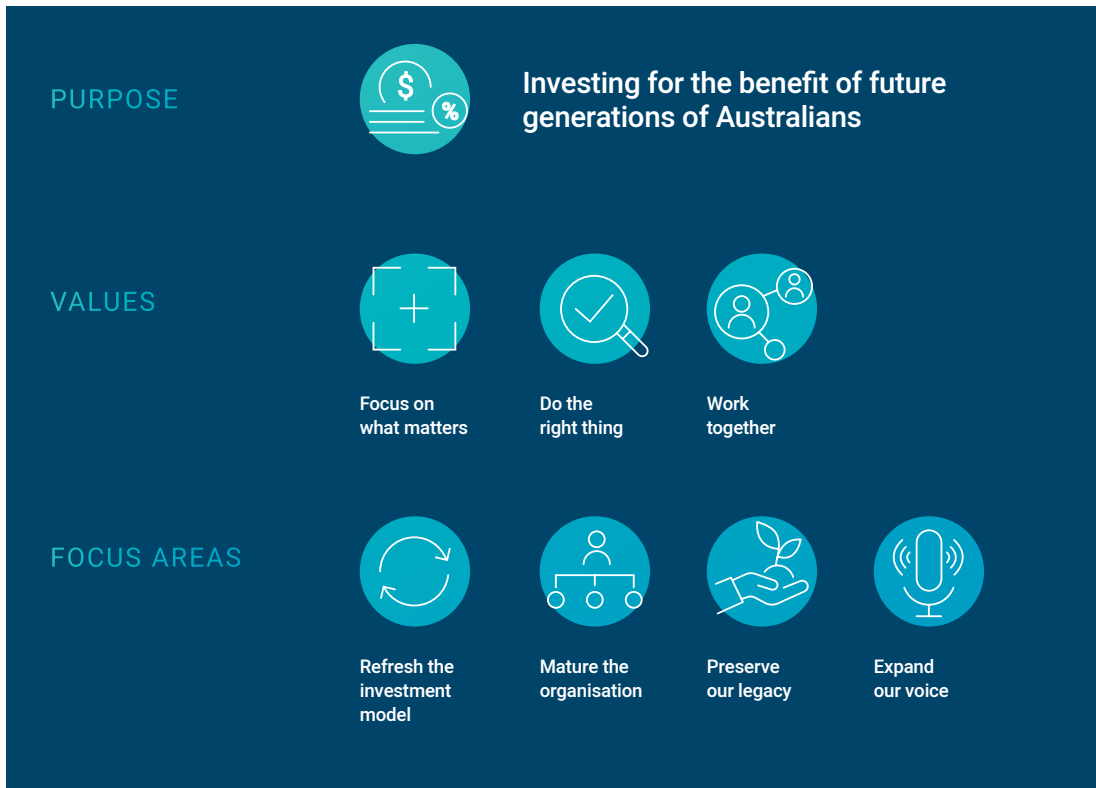 PURPOSE
$
%
Investing for the benefit of future
generations of Australians
VALUES
Focus on
what matters
Do the
right thing
Work
together
FOCUS AREAS
Refresh the
investment
model
Mature the
organisation
Preserve
our legacy
Expand
our voice